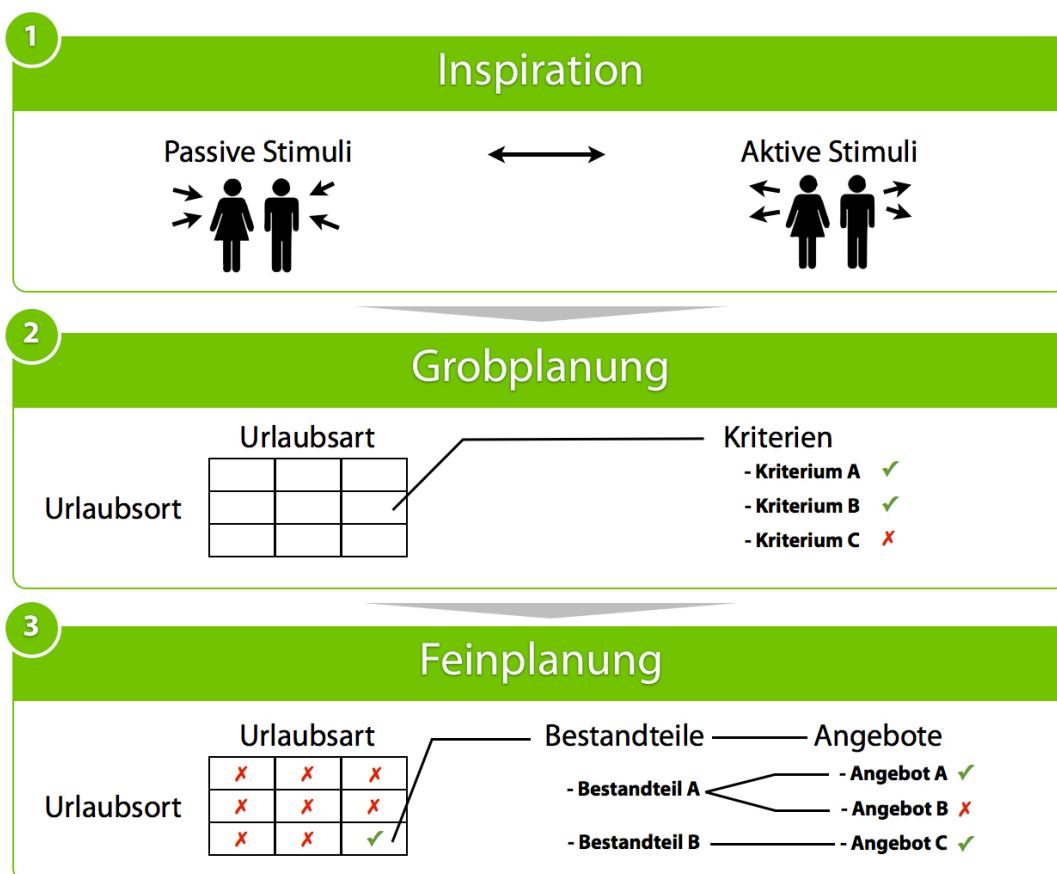 1
Inspiration
Passive Stimuli
Aktive Stimuli
2
Grobplanung
Urlaubsart
Kriterien
- Kriterium A ✓
Urlaubsort
- Kriterium B ✓
- Kriterium C ✗
3
Feinplanung
Urlaubsart
Bestandteile
Angebote
✗ ✗ ✗
- Angebot A ✓
- Bestandteil A
Urlaubsort
✗ ✗ ✗
- Angebot B ✗
✗ ✗ ✓
- Bestandteil B
- Angebot C ✓